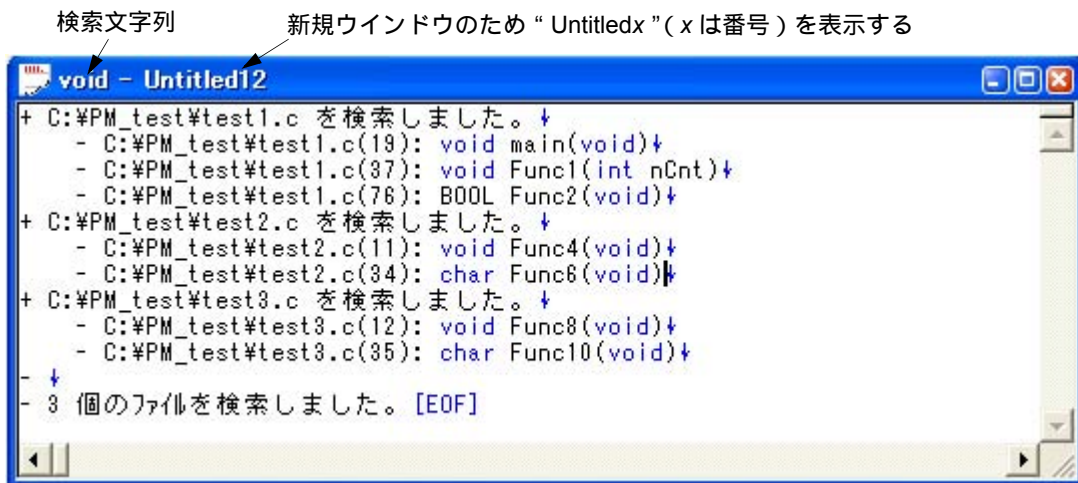 検索文字列
新規ウインドウのため “ Untitledx ”( x は番号 ) を表示する
void - Untitled12
+ C:¥PM_test¥test1.c を検索しました。↓
- C:¥PM_test¥test1.c(19): void main(void)↓
- C:¥PM_test¥test1.c(37): void Func1(int nCnt)↓
- C:¥PM_test¥test1.c(76): BOOL Func2(void)↓
+ C:¥PM_test¥test2.c を検索しました。↓
- C:¥PM_test¥test2.c(11): void Func4(void)↓
- C:¥PM_test¥test2.c(34): char Func6(void)↓
+ C:¥PM_test¥test3.c を検索しました。↓
- C:¥PM_test¥test3.c(12): void Func8(void)↓
- C:¥PM_test¥test3.c(35): char Func10(void)↓
- ↓
- 3 個のファイルを検索しました。[EOF]